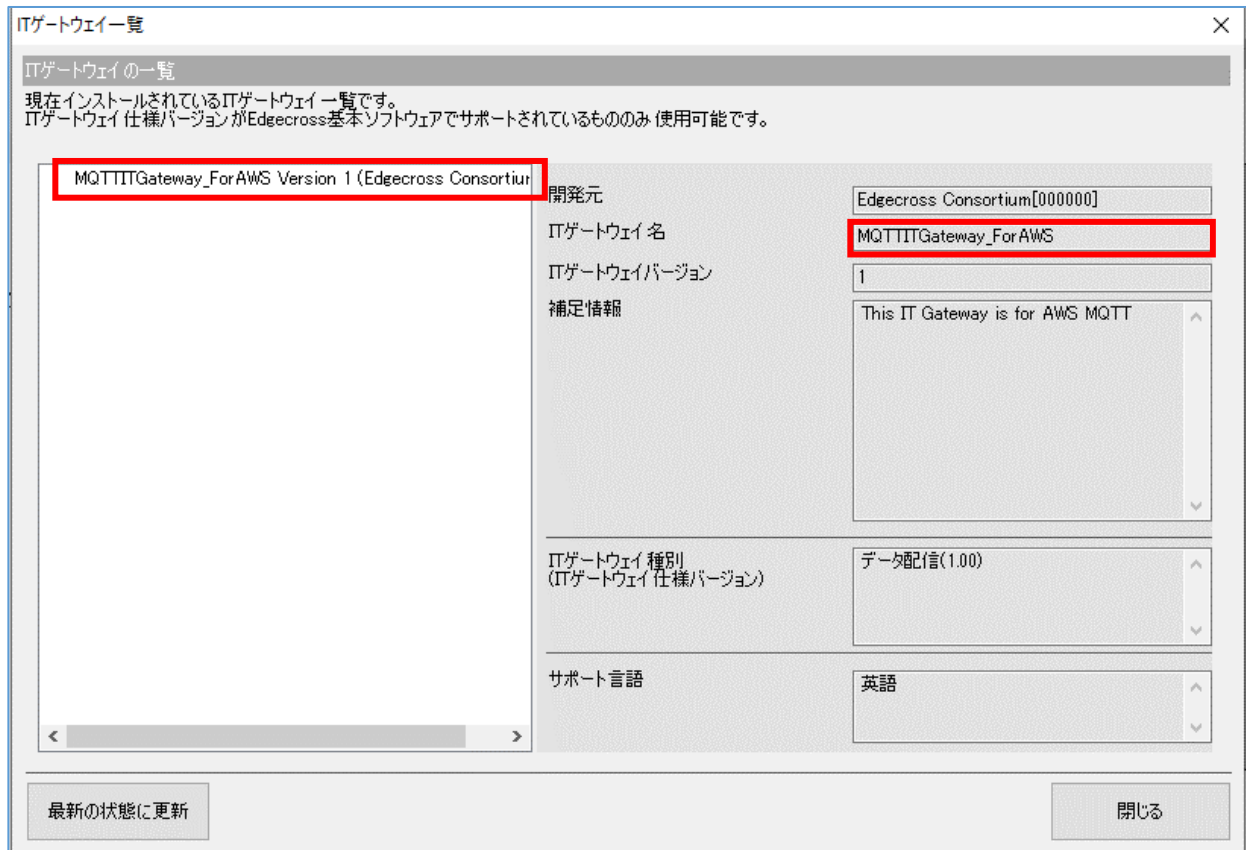 ITゲートウェイ一覧
ITゲートウェイの一覧
現在インストールされているITゲートウェイ一覧です。
ITゲートウェイ仕様バージョンがEdgecross基本ソフトウェアでサポートされているもののみ使用可能です。
MQTTITGateway_ForAWS Version 1 (Edgecross Consortiur
開発元
Edgecross Consortium[000000]
ITゲートウェイ名
MQTTITGateway_ForAWS
ITゲートウェイバージョン
1
補足情報
This IT Gateway is for AWS MQTT
ITゲートウェイ種別
(ITゲートウェイ仕様バージョン)
データ配信(1.00)
サポート言語
英語
最新の状態に更新
閉じる